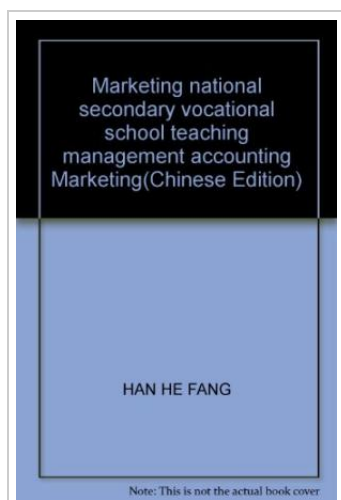 Marketing national
secondary vocational
school teaching
management accounting
Marketing(Chinese Edition)
HAN HE FANG
Note: This is not the actual book cover